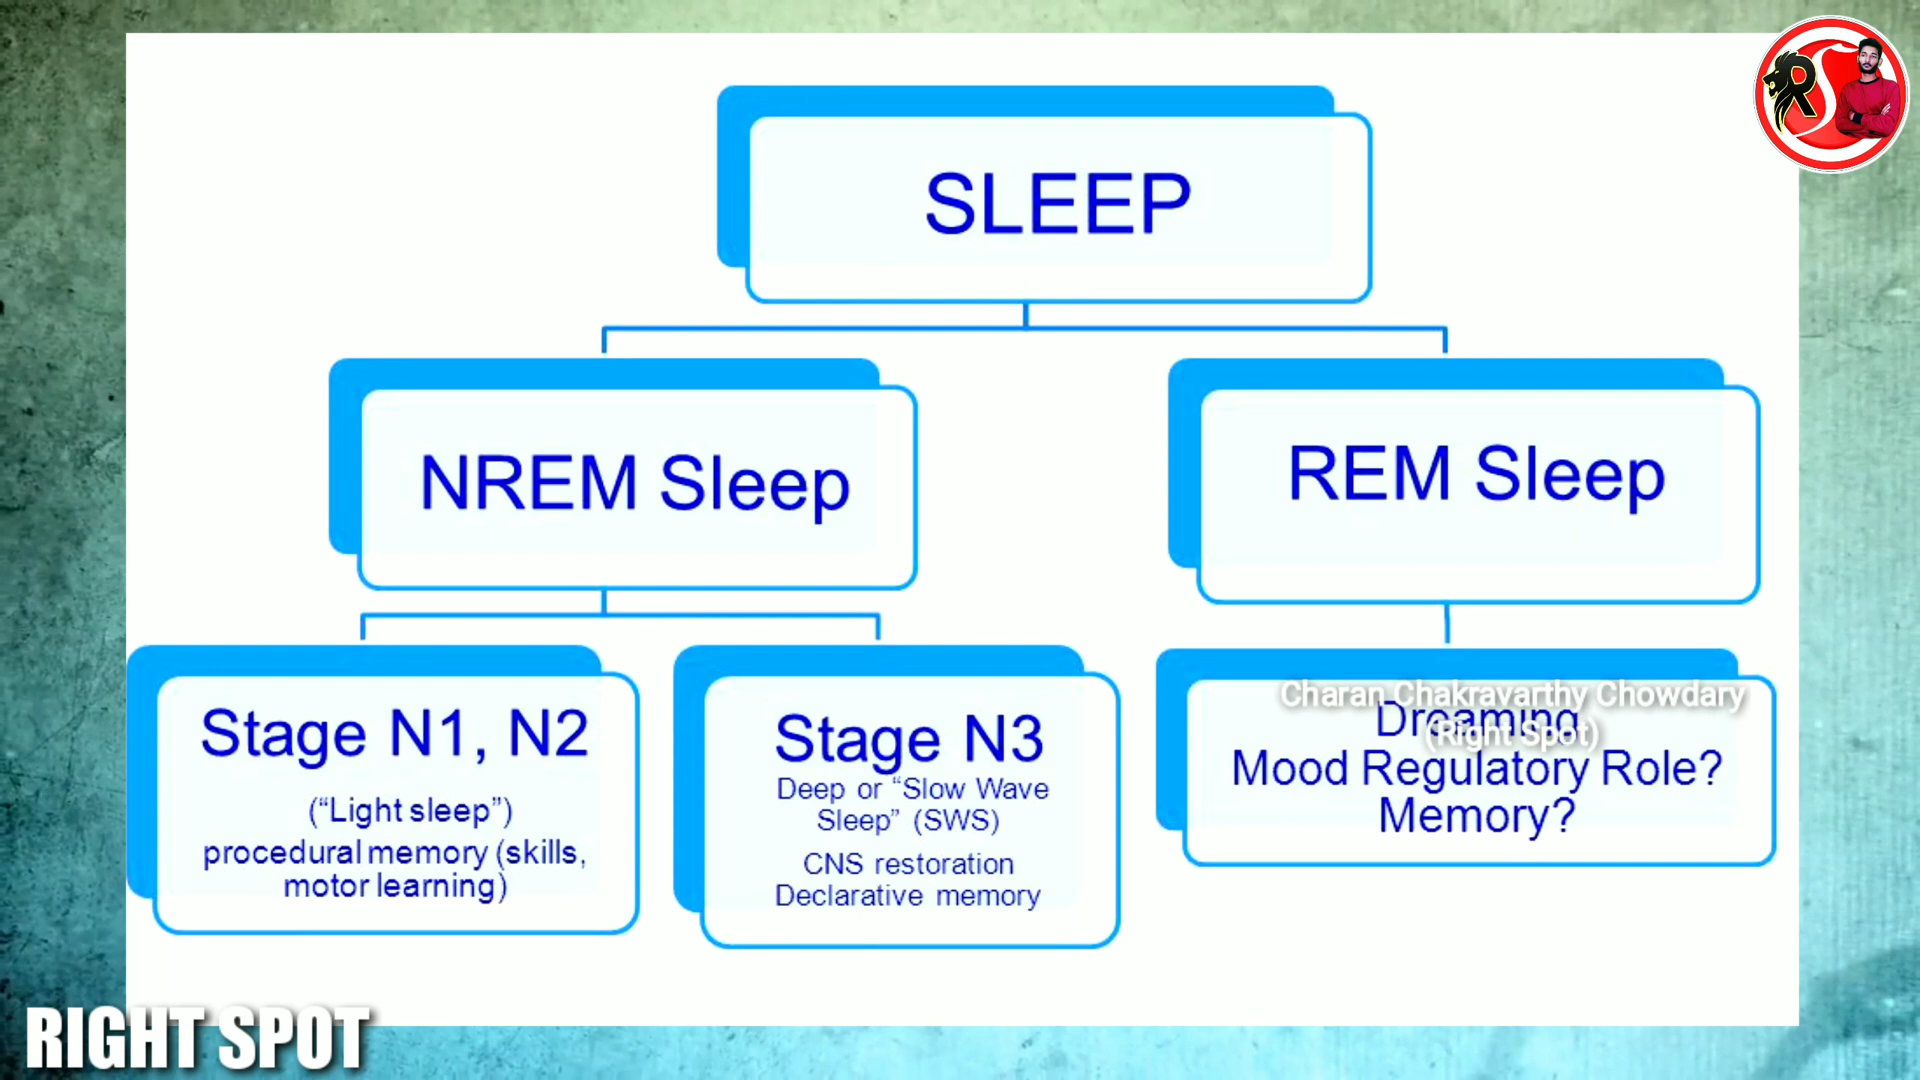 SLEEP
NREM Sleep
REM Sleep
Stage N1, N2
(“Light sleep”)
procedural memory (skills,
motor learning)
Stage N3
Deep or “Slow Wave
Sleep” (SWS)
CNS restoration
Declarative memory
Charan Chakravarthy Chowdary
(Right Spot)
Dreaming
Mood Regulatory Role?
Memory?
RS
RIGHT SPOT